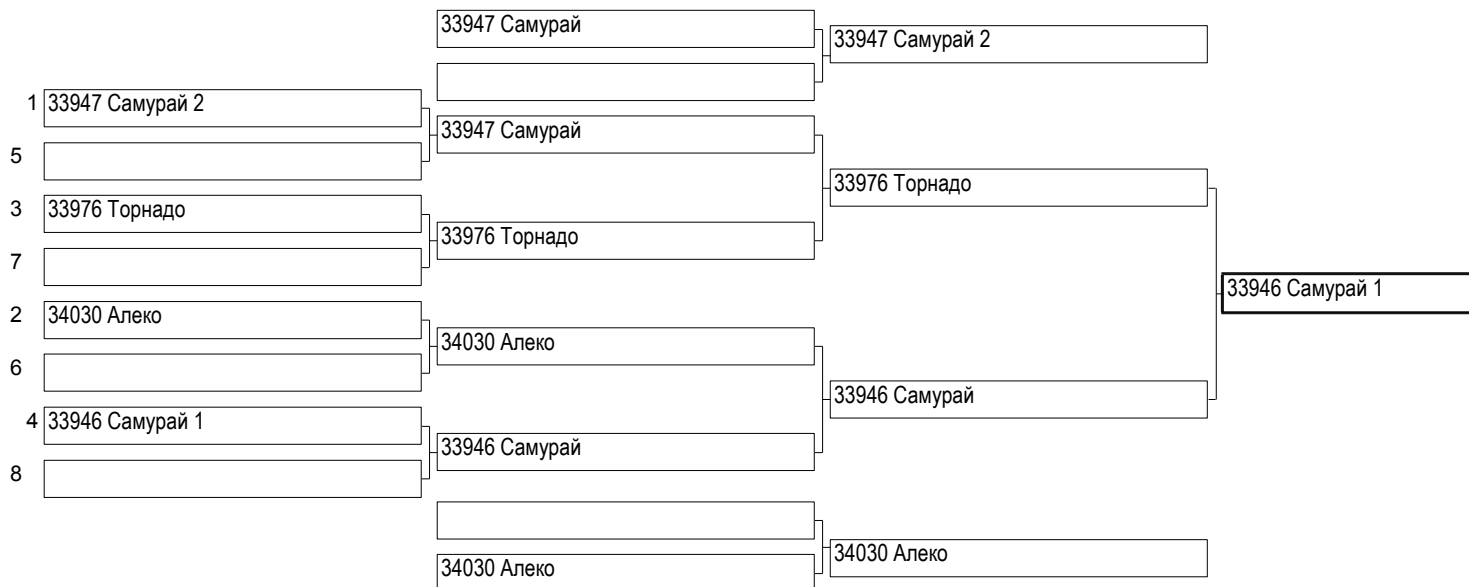 33947 Самурай
33947 Самурай 2
1 33947 Самурай 2
33947 Самурай
5
33976 Торнадо
3 33976 Торнадо
33976 Торнадо
7
33946 Самурай 1
2 34030 Алеко
34030 Алеко
6
33946 Самурай
4 33946 Самурай 1
33946 Самурай
8
34030 Алеко
34030 Алеко